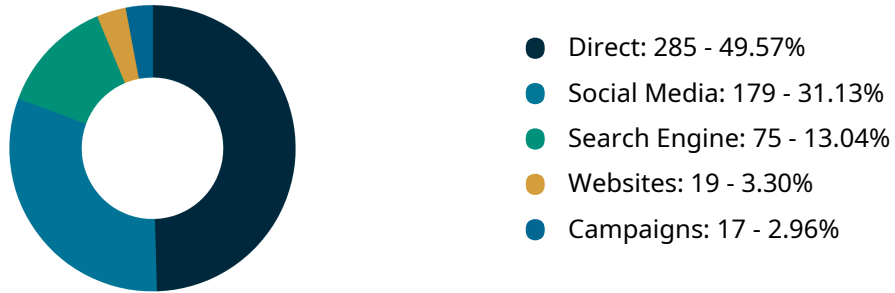 Direct: 285 - 49.57%
Social Media: 179 - 31.13%
Search Engine: 75 - 13.04%
Websites: 19 - 3.30%
Campaigns: 17 - 2.96%